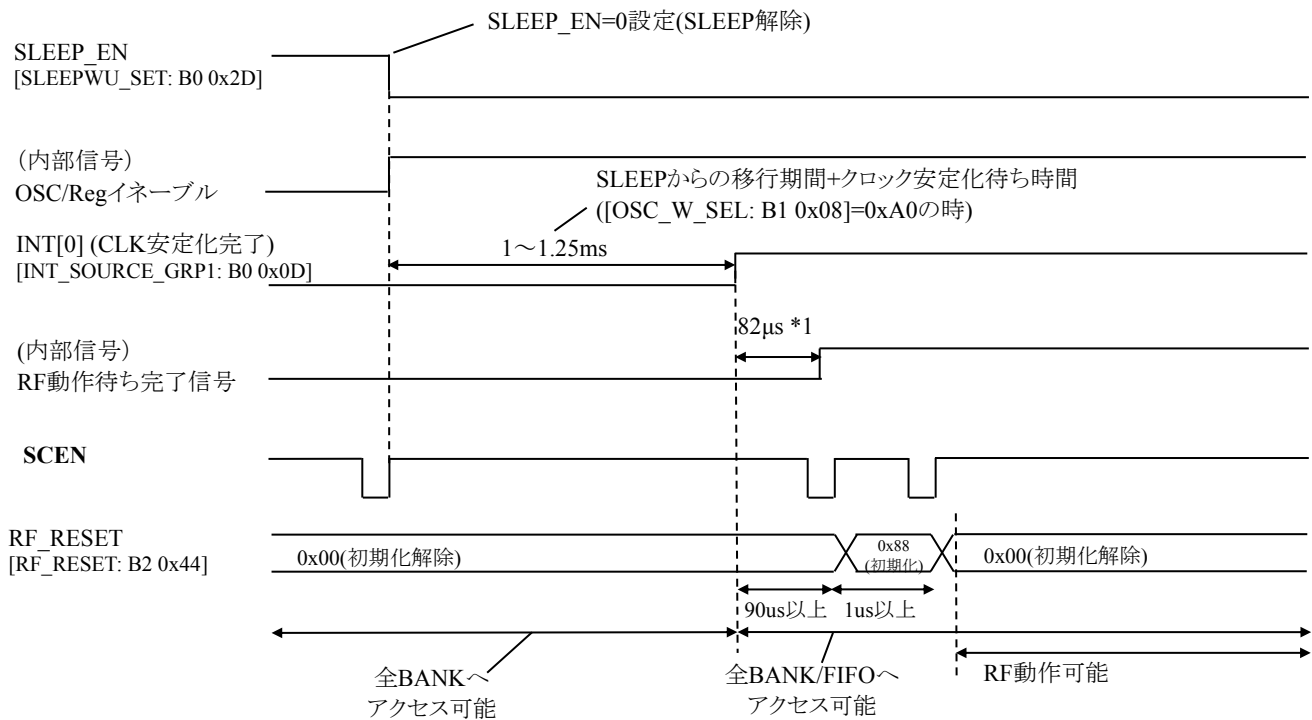 SLEEP_EN=0設定(SLEEP解除)
SLEEP_EN
[SLEEPWU_SET: B0 0x2D]
（内部信号）
OSC/Regイネーブル
SLEEPからの移行期間+クロック安定化待ち時間
([OSC_W_SEL: B1 0x08]=0xA0の時)
INT[0] (CLK安定化完了)
[INT_SOURCE_GRP1: B0 0x0D]
1～1.25ms
82μs *1
(内部信号）
RF動作待ち完了信号
SCEN
RF_RESET
[RF_RESET: B2 0x44]
0x00(初期化解除)
0x88
(初期化)
0x00(初期化解除)
90us以上
1us以上
全BANKへ
アクセス可能
全BANK/FIFOへ
アクセス可能
RF動作可能